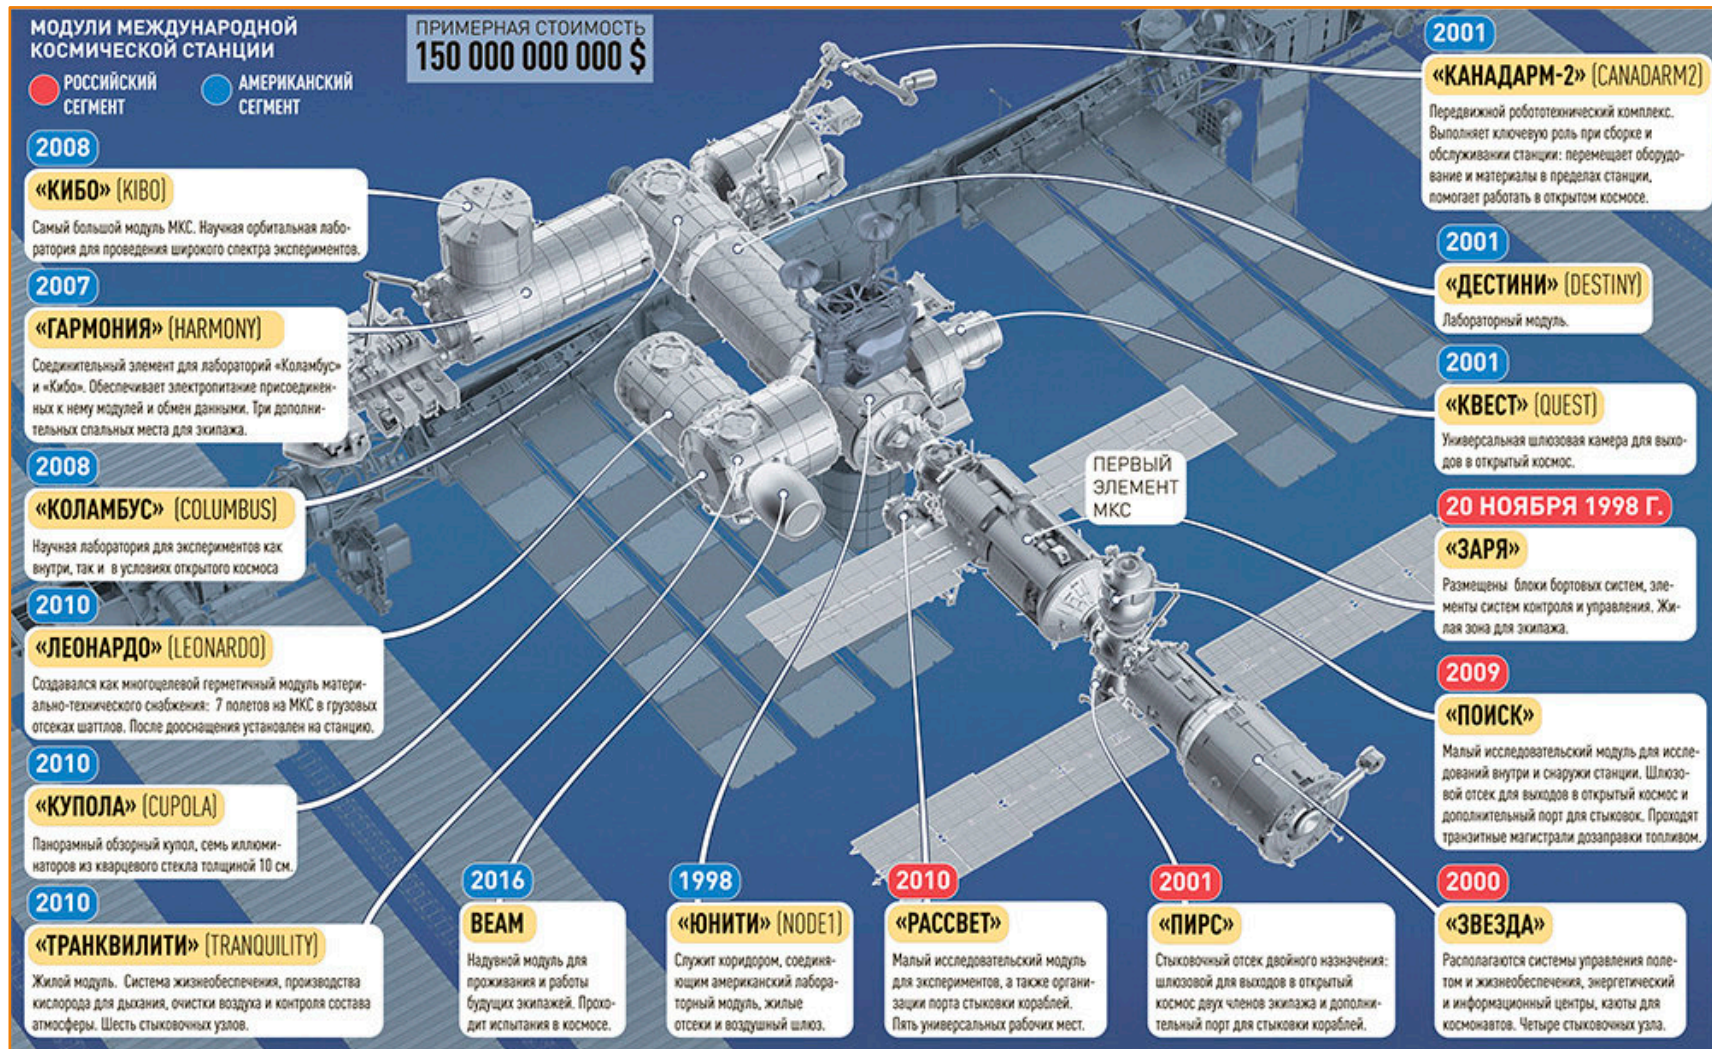 МОДУЛИ МЕЖДУНАРОДНОЙ
КОСМИЧЕСКОЙ СТАНЦИИ
РОССИЙСКИЙ
СЕГМЕНТ
АМЕРИКАНСКИЙ
СЕГМЕНТ
ПРИМЕРНАЯ СТОИМОСТЬ
150 000 000 000 $
2008
«КИБО» (KIBO)
Самый большой модуль МКС. Научная орбитальная лабо-
ратория для проведения широкого спектра экспериментов.
2007
«ГАРМОНИЯ» (HARMONY)
Соединительный элемент для лабораторий «Коламбус»
и «Кибо». Обеспечивает электропитание присоединен-
ных к нему модулей и обмен данными. Три дополни-
тельных спальных места для экипажа.
2008
«КОЛАМБУС» (COLUMBUS)
Научная лаборатория для экспериментов как
внутри, так и в условиях открытого космоса
2010
«ЛЕОНАРДО» (LEONARDO)
Создавался как многоцелевой герметичный модуль матери-
ально-технического снабжения: 7 полетов на МКС в грузовых
отсеках шаттлов. После дооснащения установлен на станцию.
2010
«КУПОЛА» (CUPOLA)
Панорамный обзорный купол, семь иллюми-
наторов из кварцевого стекла толщиной 10 см.
2010
«ТРАНКВИЛИТИ» (TRANQUILITY)
Жилой модуль. Система жизнеобеспечения, производства
кислорода для дыхания, очистки воздуха и контроля состава
атмосферы. Шесть стыковочных узлов.
2016
BEAM
Надувной модуль для
проживания и работы
будущих экипажей. Прохо-
дит испытания в космосе.
1998
«ЮНИТИ» (NODE1)
Служит коридором, соединя-
ющим американский лабора-
торный модуль, жилые
отсеки и воздушный шлюз.
2010
«РАССВЕТ»
Малый исследовательский модуль
для экспериментов, а также органи-
зации порта стыковки кораблей.
Пять универсальных рабочих мест.
2001
«ПИРС»
Стыковочный отсек двойного назначения:
шлюзовой для выходов в открытый
космос двух членов экипажа и дополни-
тельный порт для стыковки кораблей.
2001
«КАНАДАРМ-2» (CANADARM2)
Передвижной робототехнический комплекс.
Выполняет ключевую роль при сборке и
обслуживании станции: перемещает оборудо-
вание и материалы в пределах станции,
помогает работать в открытом космосе.
2001
«ДЕСТИНИ» (DESTINY)
Лабораторный модуль.
2001
«КВЕСТ» (QUEST)
Универсальная шлюзовая камера для выхо-
дов в открытый космос.
ПЕРВЫЙ
ЭЛЕМЕНТ
МКС
20 НОЯБРЯ 1998 Г.
«ЗАРЯ»
Размещены блоки бортовых систем, эле-
менты систем контроля и управления. Жи-
лая зона для экипажа.
2009
«ПОИСК»
Малый исследовательский модуль для иссле-
дований внутри и снаружи станции. Шлюзо-
вой отсек для выходов в открытый космос и
дополнительный порт для стыковок. Проходят
транзитные магистрали дозаправки топливом.
2000
«ЗВЕЗДА»
Располагаются системы управления поле-
том и жизнеобеспечения, энергетический
и информационный центры, каюты для
космонавтов. Четыре стыковочных узла.